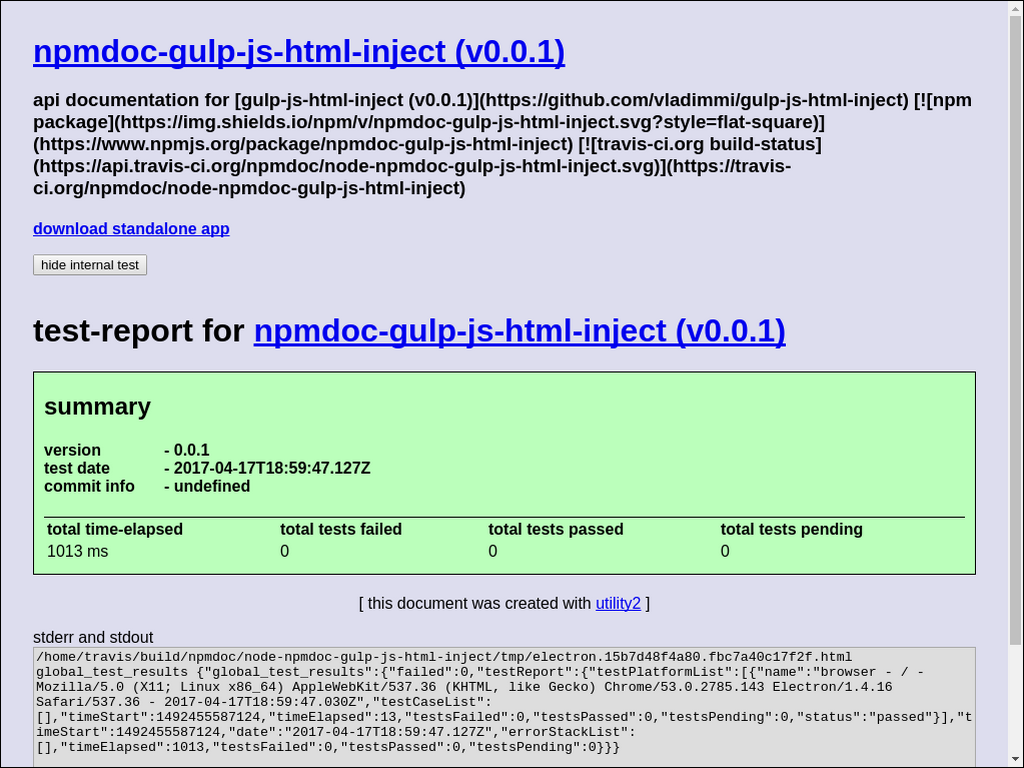 npmdoc-gulp-js-html-inject (v0.0.1)
api documentation for [gulp-js-html-inject (v0.0.1)](https://github.com/vladimmi/gulp-js-html-inject) [![npm
package](https://img.shields.io/npm/v/npmdoc-gulp-js-html-inject.svg?style=flat-square)]
(https://www.npmjs.org/package/npmdoc-gulp-js-html-inject) [![travis-ci.org build-status]
(https://api.travis-ci.org/npmdoc/node-npmdoc-gulp-js-html-inject.svg)](https://travis-
ci.org/npmdoc/node-npmdoc-gulp-js-html-inject)
download standalone app
hide internal test
test-report for npmdoc-gulp-js-html-inject (v0.0.1)
summary
version - 0.0.1
test date - 2017-04-17T18:59:47.127Z
commit info - undefined
total time-elapsed total tests failed total tests passed total tests pending
1013 ms 0 0 0
[ this document was created with utility2 ]
stderr and stdout
/home/travis/build/npmdoc/node-npmdoc-gulp-js-html-inject/tmp/electron.15b7d48f4a80.fbc7a40c17f2f.html
global_test_results {"global_test_results":{"failed":0,"testReport":{"testPlatformList":[{"name":"browser - / -
Mozilla/5.0 (X11; Linux x86_64) AppleWebKit/537.36 (KHTML, like Gecko) Chrome/53.0.2785.143 Electron/1.4.16
Safari/537.36 - 2017-04-17T18:59:47.030Z","testCaseList":
[],"timeStart":1492455587124,"timeElapsed":13,"testsFailed":0,"testsPassed":0,"testsPending":0,"status":"passed"}],"t
imeStart":1492455587124,"date":"2017-04-17T18:59:47.127Z","errorStackList":
[],"timeElapsed":1013,"testsFailed":0,"testsPassed":0,"testsPending":0}}}